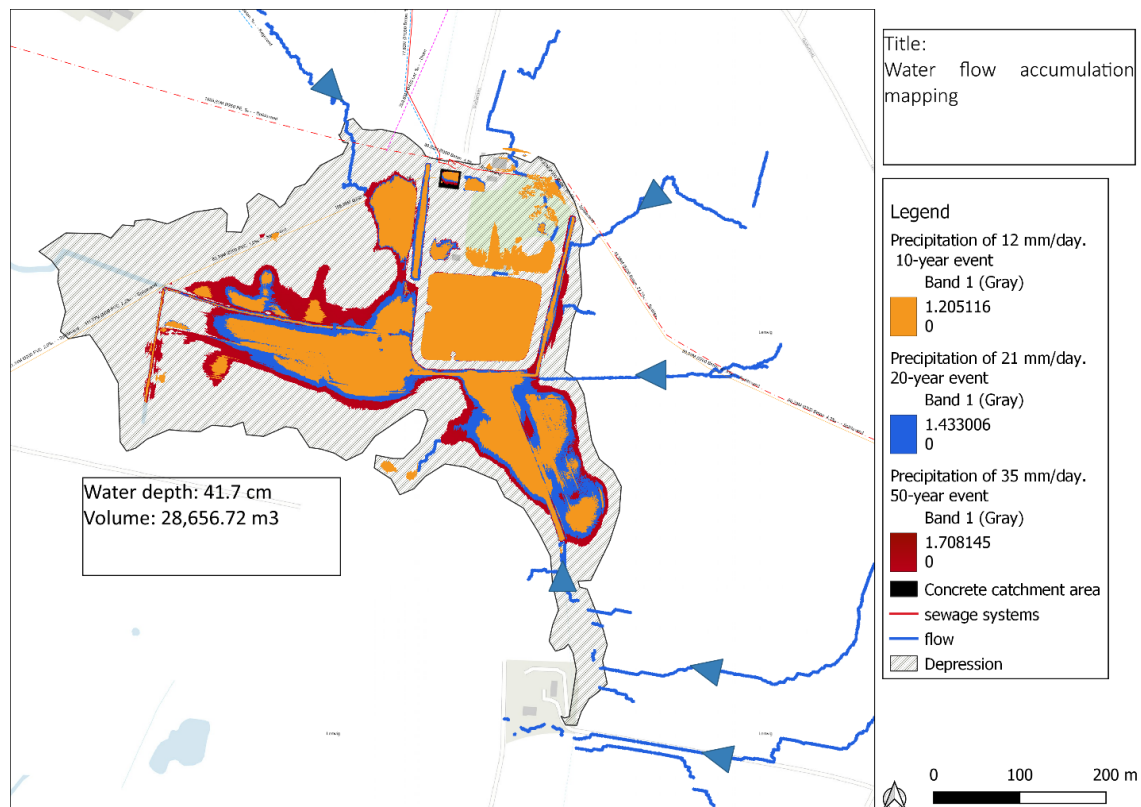 Title:
Water flow accumulation
mapping
Legend
Precipitation of 12 mm/day.
10-year event
Band 1 (Gray)
1.205116
0
Precipitation of 21 mm/day.
20-year event
Band 1 (Gray)
1.433006
0
Precipitation of 35 mm/day.
50-year event
Band 1 (Gray)
1.708145
0
Concrete catchment area
sewage systems
flow
Depression
Water depth: 41.7 cm
Volume: 28,656.72 m3
0 100 200 m